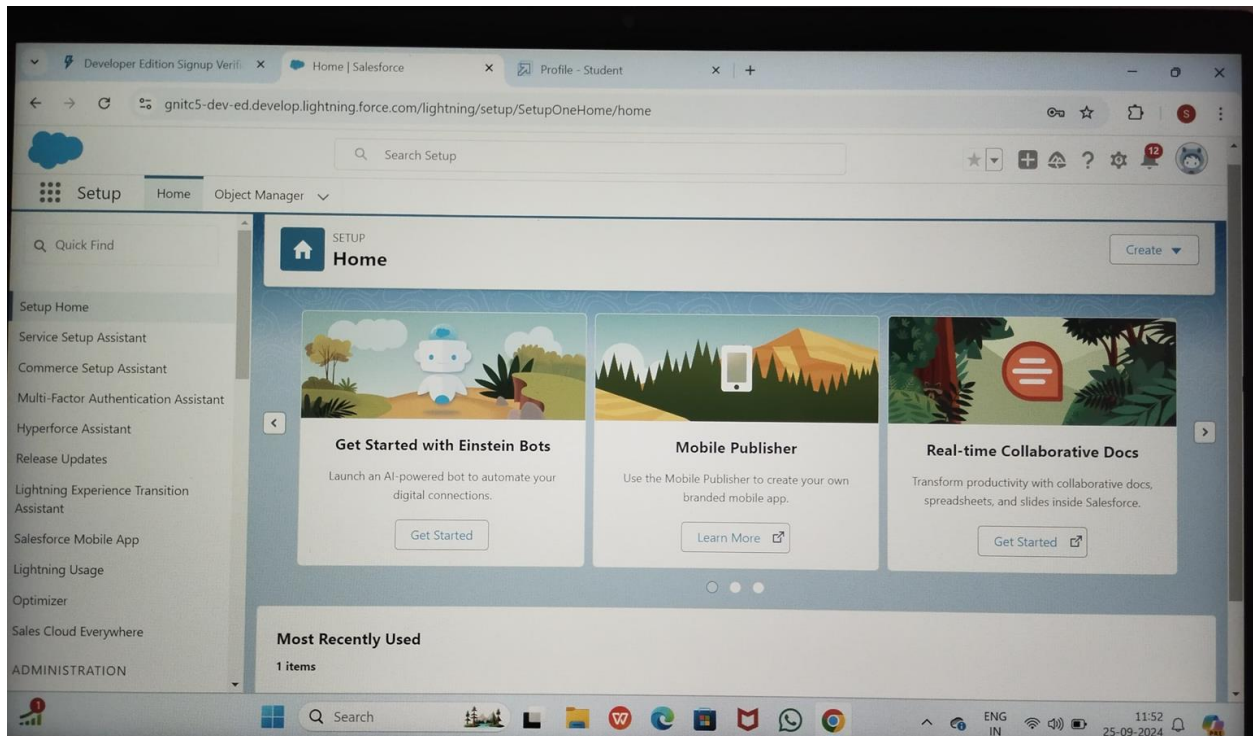 Developer Edition Signup Verifi
Home | Salesforce
Profile - Student
gnitc5-dev-ed.develop.lightning.force.com/lightning/setup/SetupOneHome/home
S
Search Setup
12
Setup
Home
Object Manager
Quick Find
SETUP
Home
Create
Setup Home
Service Setup Assistant
Commerce Setup Assistant
Multi-Factor Authentication Assistant
Hyperforce Assistant
Release Updates
Lightning Experience Transition
Assistant
Salesforce Mobile App
Lightning Usage
Optimizer
Sales Cloud Everywhere
ADMINISTRATION
Get Started with Einstein Bots
Launch an AI-powered bot to automate your
digital connections.
Get Started
Mobile Publisher
Use the Mobile Publisher to create your own
branded mobile app.
Learn More
Real-time Collaborative Docs
Transform productivity with collaborative docs,
spreadsheets, and slides inside Salesforce.
Get Started
Most Recently Used
1 items
1
Search
ENG
IN
11:52
25-09-2024